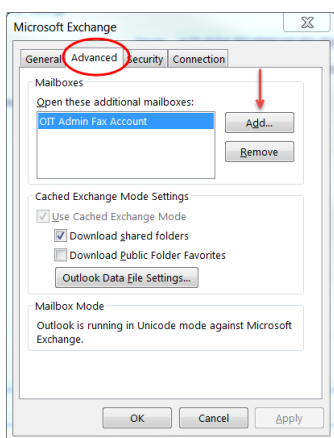 Microsoft Exchange
General Advanced Security Connection
Mailboxes
Open these additional mailboxes:
OIT Admin Fax Account
Add...
Remove
Cached Exchange Mode Settings
Use Cached Exchange Mode
Download shared folders
Download Public Folder Favorites
Outlook Data File Settings...
Mailbox Mode
Outlook is running in Unicode mode against Microsoft
Exchange.
OK Cancel Apply